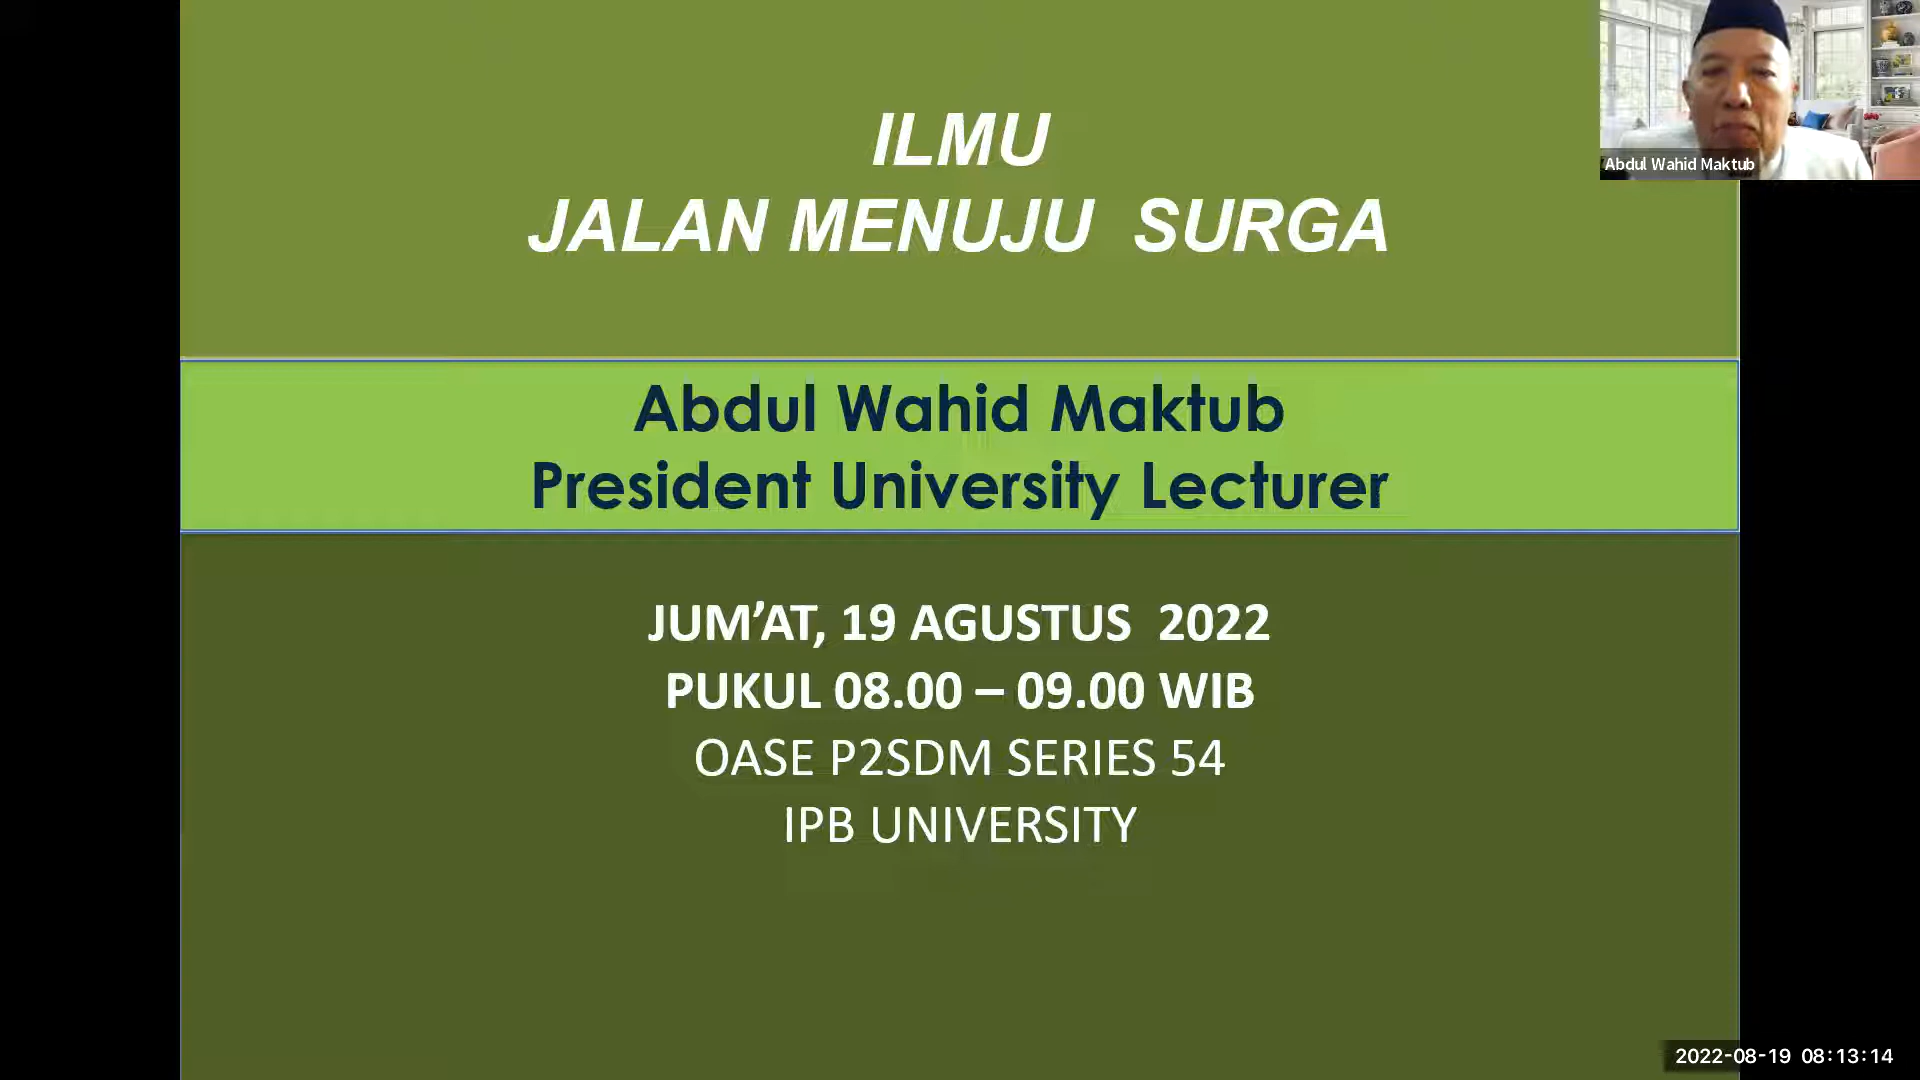 ILMU
JALAN MENUJU SURGA
Abdul Wahid Maktub
Abdul Wahid Maktub
President University Lecturer
JUM’AT, 19 AGUSTUS 2022
PUKUL 08.00 – 09.00 WIB
OASE P2SDM SERIES 54
IPB UNIVERSITY
2022-08-19 08:13:14